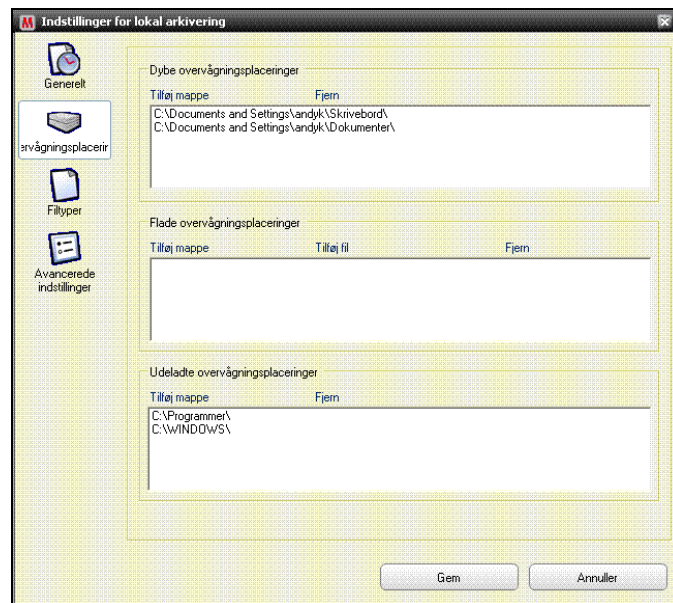 Indstillinger for lokal arkivering
Generelt
ervågningsplacerir
Filtyper
Avancerede
indstillinger
Dybe overvågningsplaceringer
Tilføj mappe Fjern
C:\Documents and Settings\andyk\Skrivebord\
C:\Documents and Settings\andyk\Dokumenter\
Flade overvågningsplaceringer
Tilføj mappe Tilføj fil Fjern
Udeladte overvågningsplaceringer
Tilføj mappe Fjern
C:\Programmer\
C:\WINDOWS\
Gem Annuller